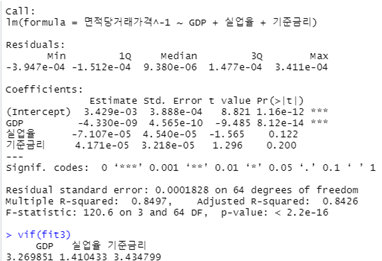 Call:
lm(formula = 면적당거래가격^-1 ~ GDP + 실업율 + 기준금리)
Residuals:
Min 1Q Median 3Q Max
-3.947e-04 -1.512e-04 9.380e-06 1.477e-04 3.411e-04
Coefficients:
Estimate Std. Error t value Pr(>|t|)
(Intercept) 3.429e-03 3.888e-04 8.821 1.16e-12 ***
GDP -4.330e-09 4.565e-10 -9.485 8.12e-14 ***
실업율 -7.107e-05 4.540e-05 -1.565 0.122
기준금리 4.171e-05 3.218e-05 1.296 0.200
---
Signif. codes: 0 ‘***’ 0.001 ‘**’ 0.01 ‘*’ 0.05 ‘.’ 0.1 ‘ ’ 1
Residual standard error: 0.0001828 on 64 degrees of freedom
Multiple R-squared: 0.8497, Adjusted R-squared: 0.8426
F-statistic: 120.6 on 3 and 64 DF, p-value: < 2.2e-16
> vif(fit3)
GDP 실업율 기준금리
3.269851 1.410433 3.434799